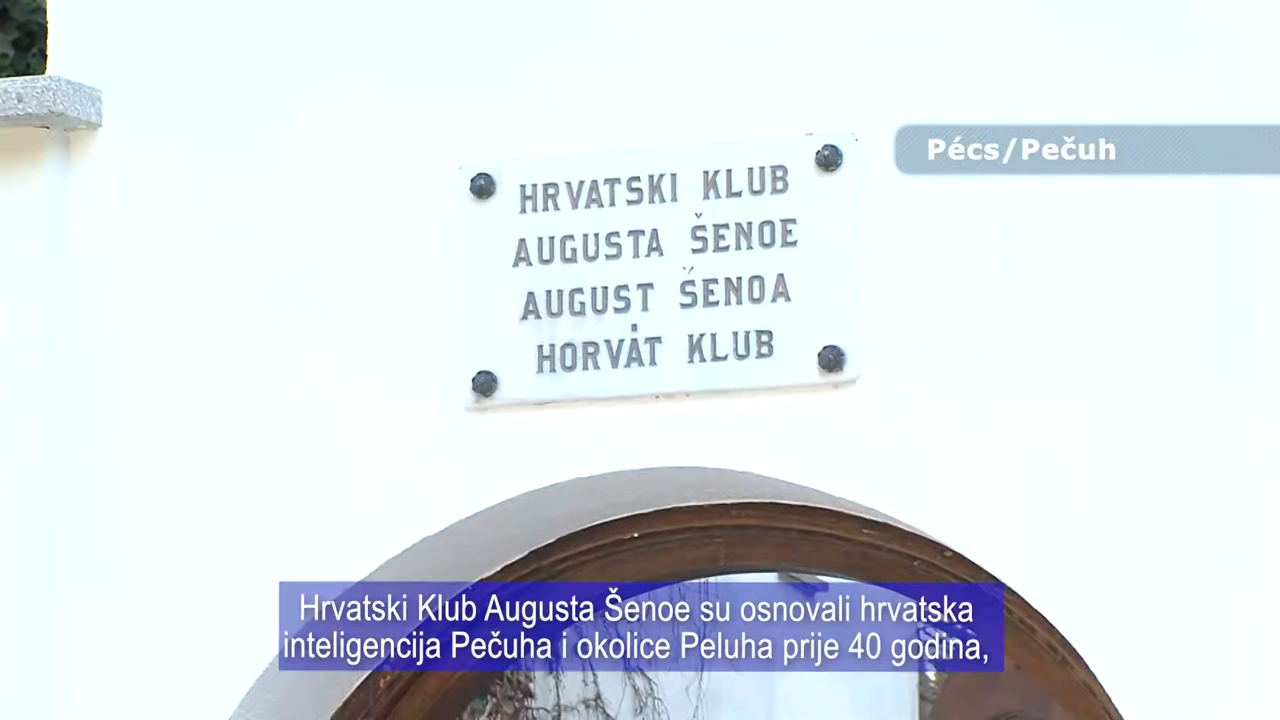 Pécs/Pečuh
HRVATSKI KLUB
AUGUSTA ŠENOE
AUGUST ŠENOA
HORVÁT KLUB
Hrvatski Klub Augusta Šenoe su osnovali hrvatska
inteligencija Pečuha i okolice Peluha prije 40 godina,